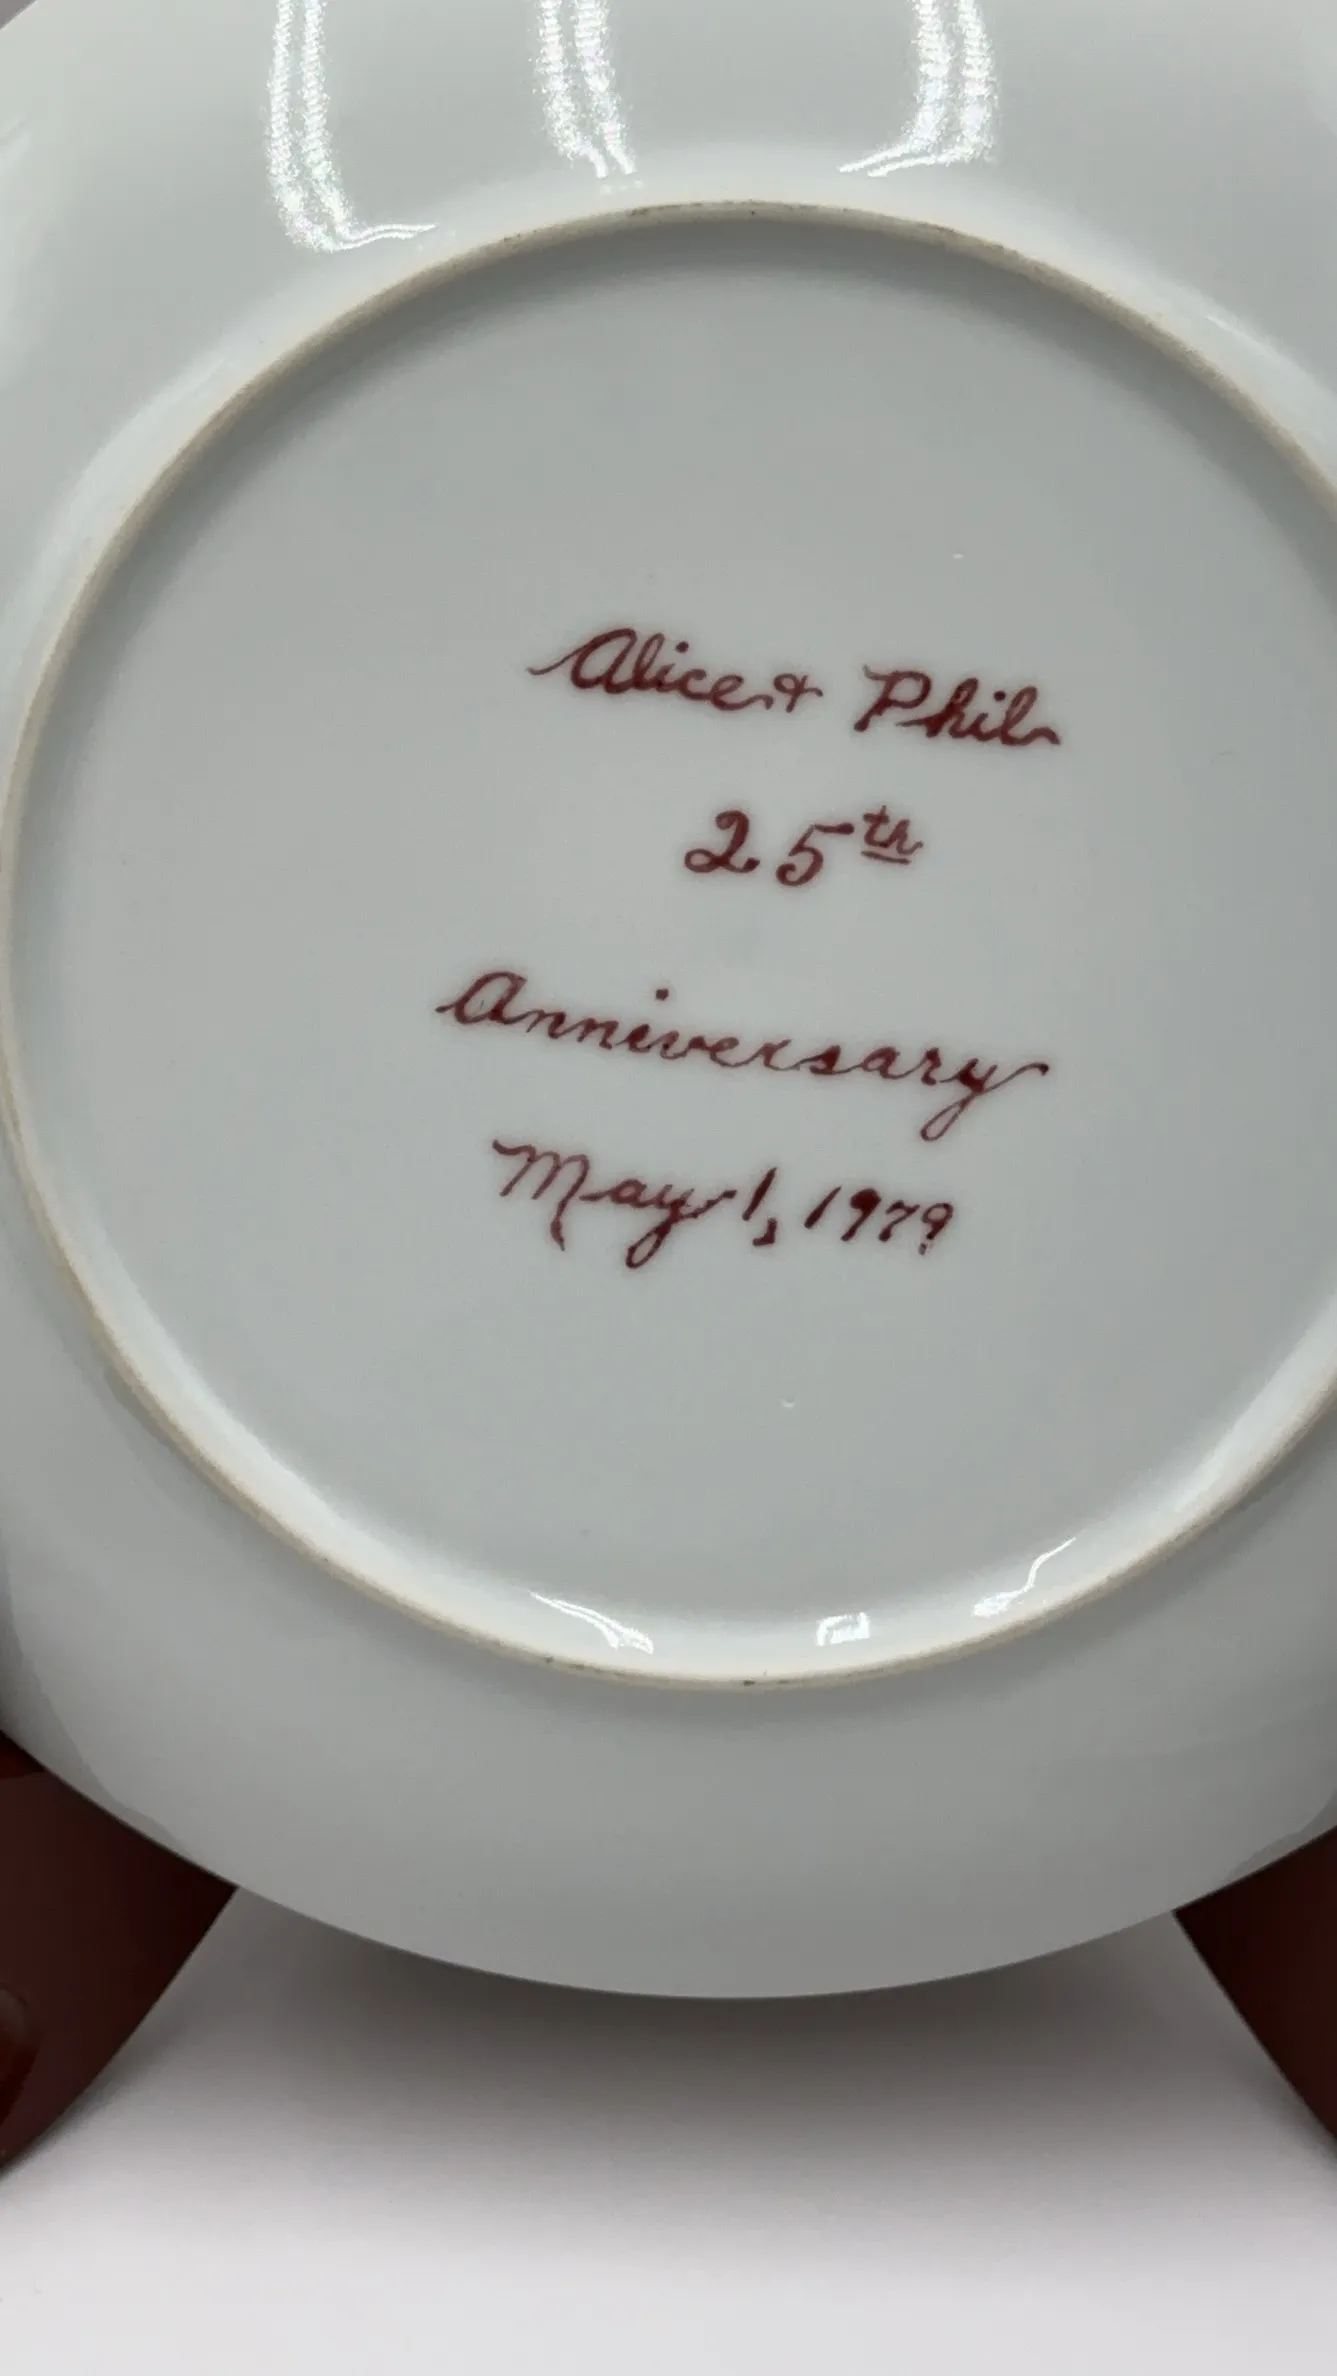 Alice & Phil
25th
Anniversary
May 1, 1979